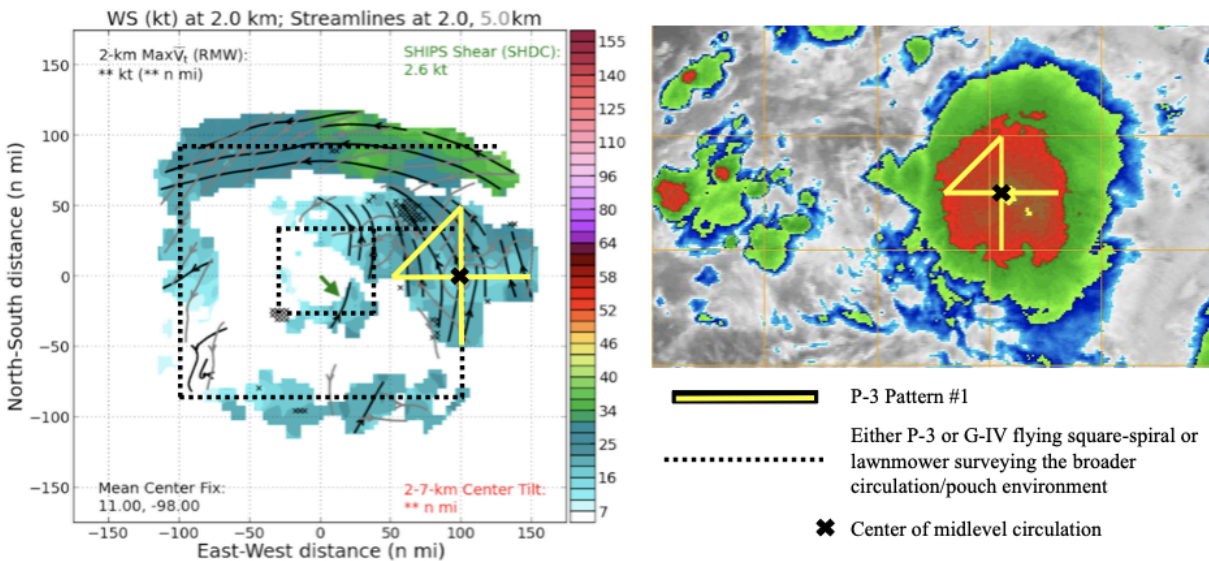 WS (kt) at 2.0 km; Streamlines at 2.0, 5.0km
2-km Max V̅t (RMW):
** kt (** n mi)
SHIPS Shear (SHDC):
2.6 kt
North-South distance (n mi)
150
100
50
0
−50
−100
−150
Mean Center Fix:
11.00, -98.00
2-7-km Center Tilt:
** n mi
−150 −100 −50 0 50 100 150
East-West distance (n mi)
155
140
125
110
96
80
64
58
52
46
40
34
25
16
7
P-3 Pattern #1
Either P-3 or G-IV flying square-spiral or
lawnmower surveying the broader
circulation/pouch environment
Center of midlevel circulation